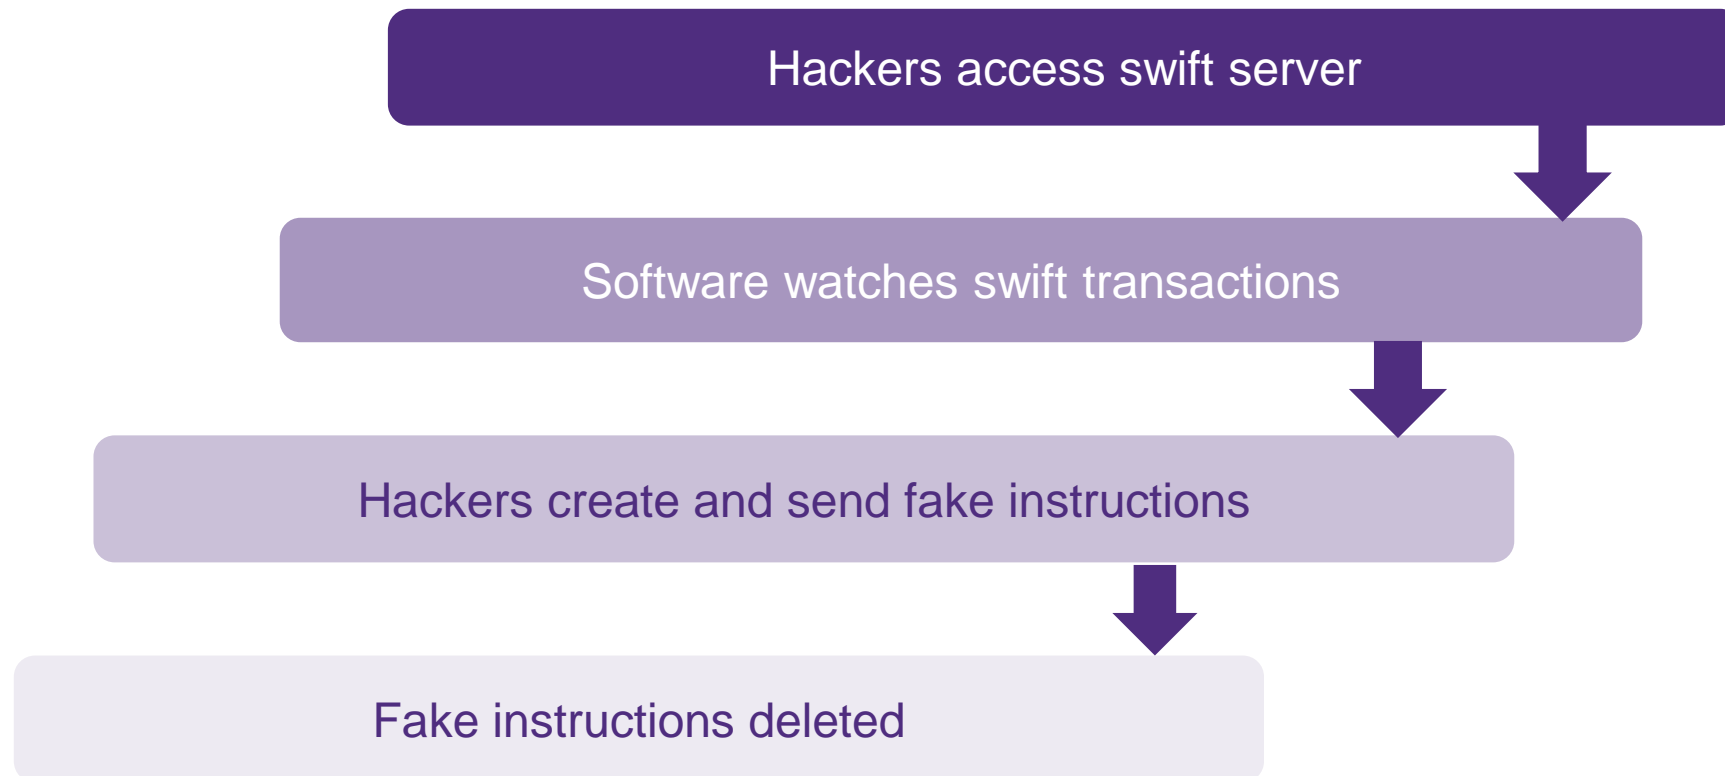 Hackers access swift server
Software watches swift transactions
Hackers create and send fake instructions
Fake instructions deleted